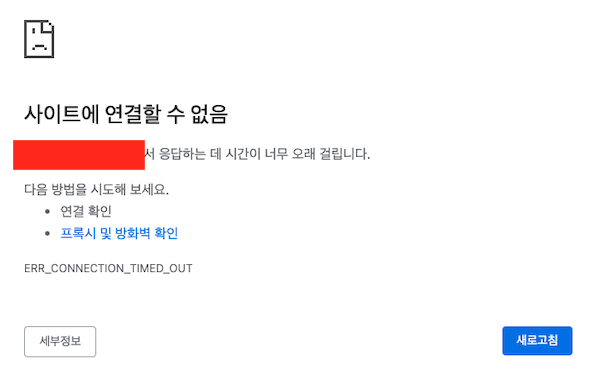 사이트에 연결할 수 없음
서 응답하는 데 시간이 너무 오래 걸립니다.
다음 방법을 시도해 보세요.
• 연결 확인
• 프록시 및 방화벽 확인
ERR_CONNECTION_TIMED_OUT
세부정보
새로고침